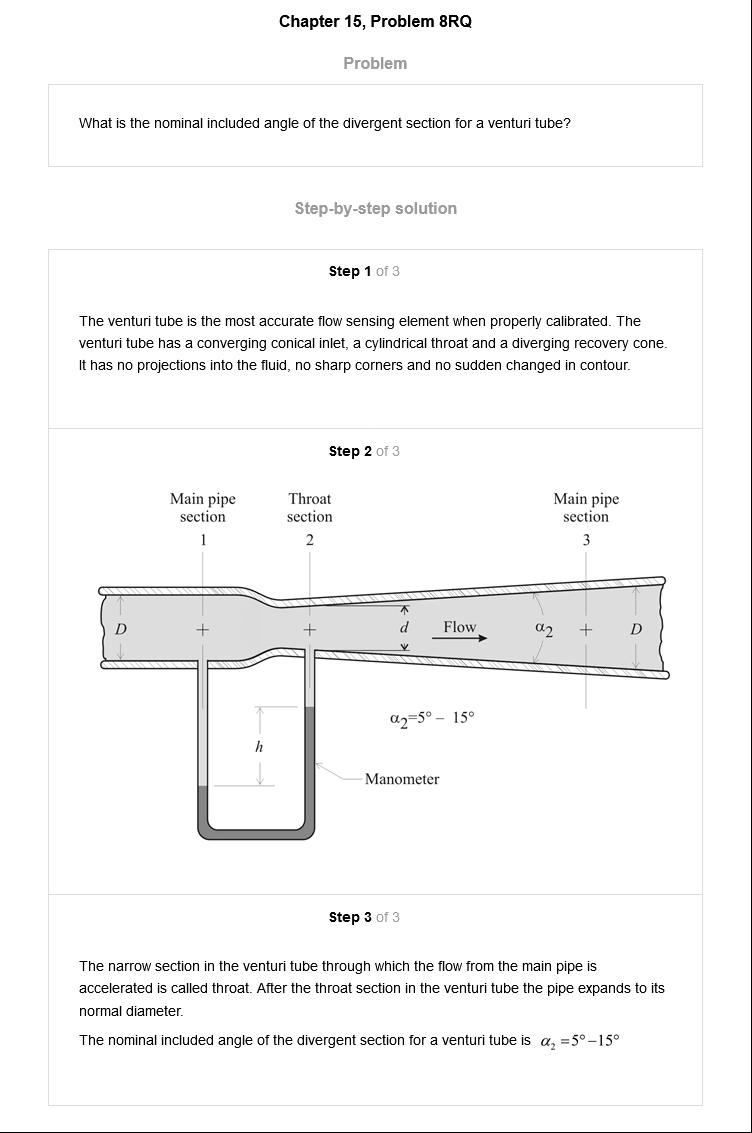 Chapter 15, Problem 8RQ
Problem
What is the nominal included angle of the divergent section for a venturi tube?
Step-by-step solution
Step 1 of 3
The venturi tube is the most accurate flow sensing element when properly calibrated. The
venturi tube has a converging conical inlet, a cylindrical throat and a diverging recovery cone.
It has no projections into the fluid, no sharp corners and no sudden changed in contour.
Step 2 of 3
Main pipe
section
1
Throat
section
2
Main pipe
section
3
D
d
Flow
α₂
D
α₂=5° – 15°
h
Manometer
Step 3 of 3
The narrow section in the venturi tube through which the flow from the main pipe is
accelerated is called throat. After the throat section in the venturi tube the pipe expands to its
normal diameter.
The nominal included angle of the divergent section for a venturi tube is α₂ =5°–15°